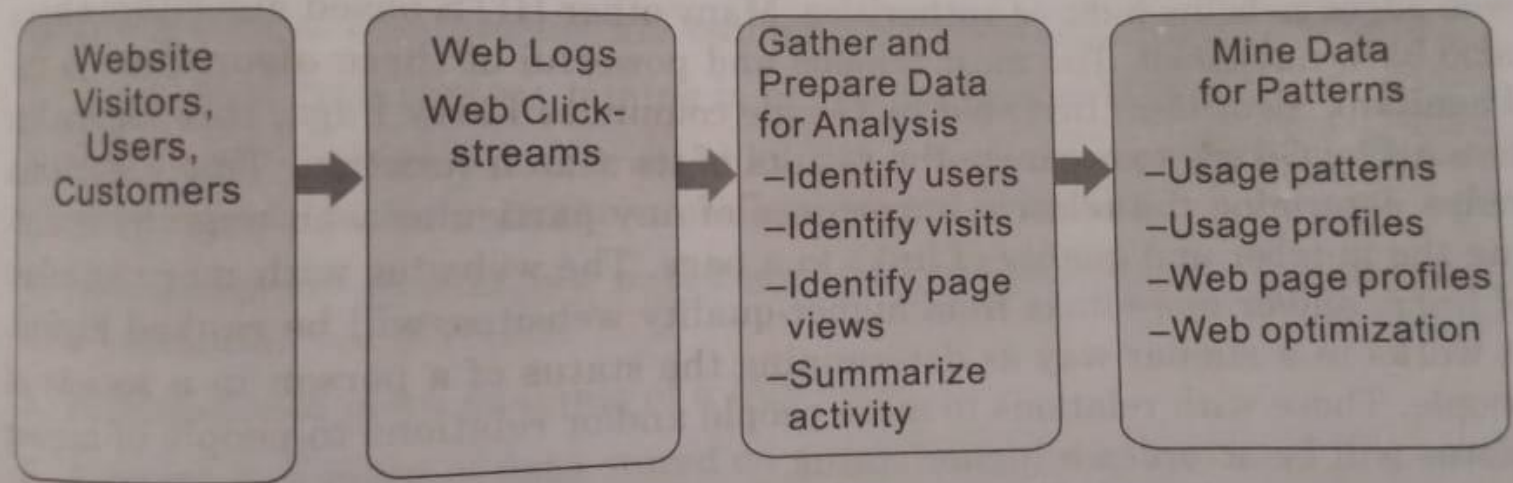 Website
Visitors,
Users,
Customers
Web Logs
Web Click-
streams
Gather and
Prepare Data
for Analysis
–Identify users
–Identify visits
–Identify page
views
–Summarize
activity
Mine Data
for Patterns
–Usage patterns
–Usage profiles
–Web page profiles
–Web optimization